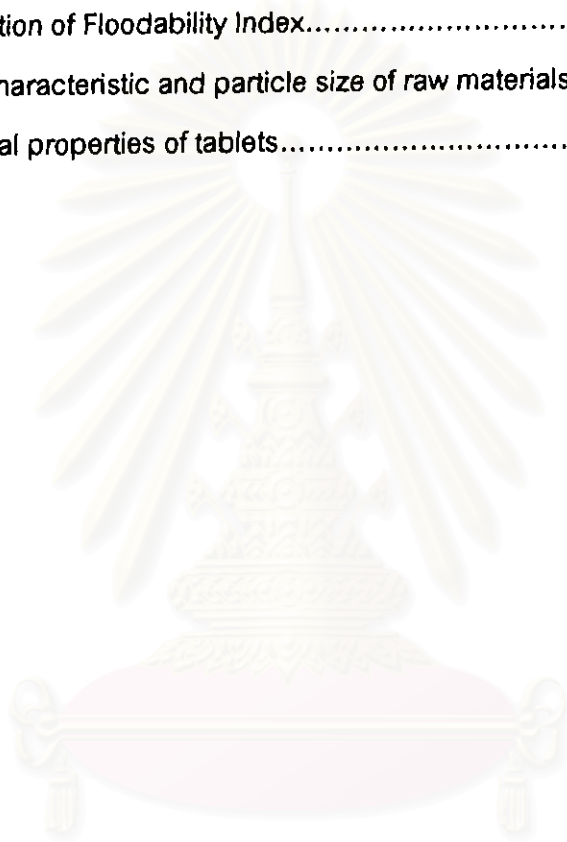 tion of Floodability Index..............................
haracteristic and particle size of raw materials
al properties of tablets..............................